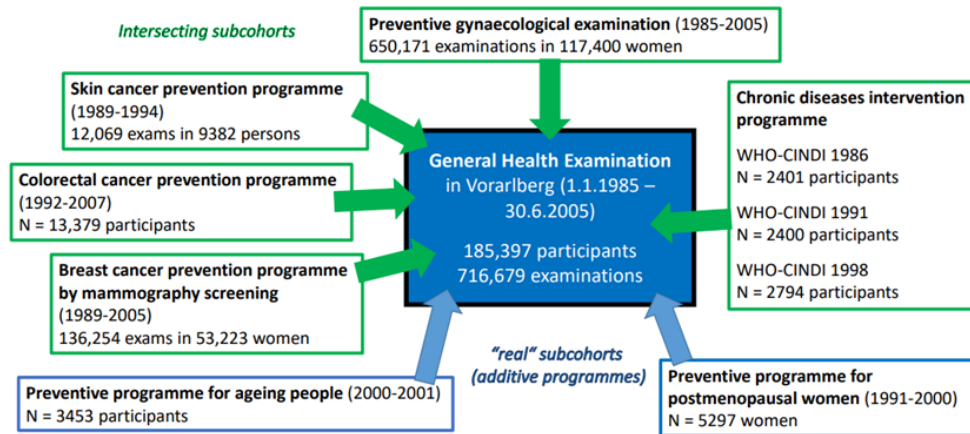 Intersecting subcohorts
Preventive gynaecological examination (1985-2005)
650,171 examinations in 117,400 women
Skin cancer prevention programme
(1989-1994)
12,069 exams in 9382 persons
Colorectal cancer prevention programme
(1992-2007)
N = 13,379 participants
Breast cancer prevention programme
by mammography screening
(1989-2005)
136,254 exams in 53,223 women
General Health Examination
in Vorarlberg (1.1.1985 –
30.6.2005)
185,397 participants
716,679 examinations
Chronic diseases intervention
programme
WHO-CINDI 1986
N = 2401 participants
WHO-CINDI 1991
N = 2400 participants
WHO-CINDI 1998
N = 2794 participants
"real" subcohorts
(additive programmes)
Preventive programme for ageing people (2000-2001)
N = 3453 participants
Preventive programme for
postmenopausal women (1991-2000)
N = 5297 women